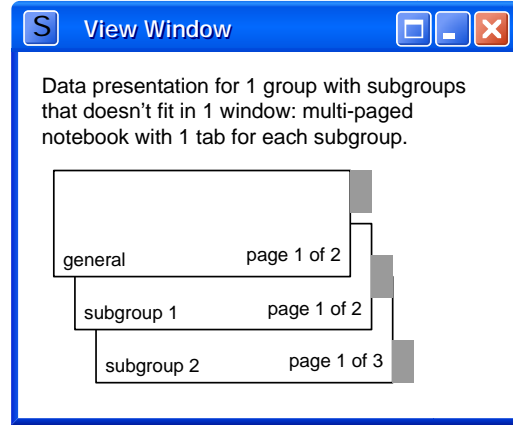 S View Window
Data presentation for 1 group with subgroups
that doesn't fit in 1 window: multi-paged
notebook with 1 tab for each subgroup.
general page 1 of 2
subgroup 1 page 1 of 2
subgroup 2 page 1 of 3